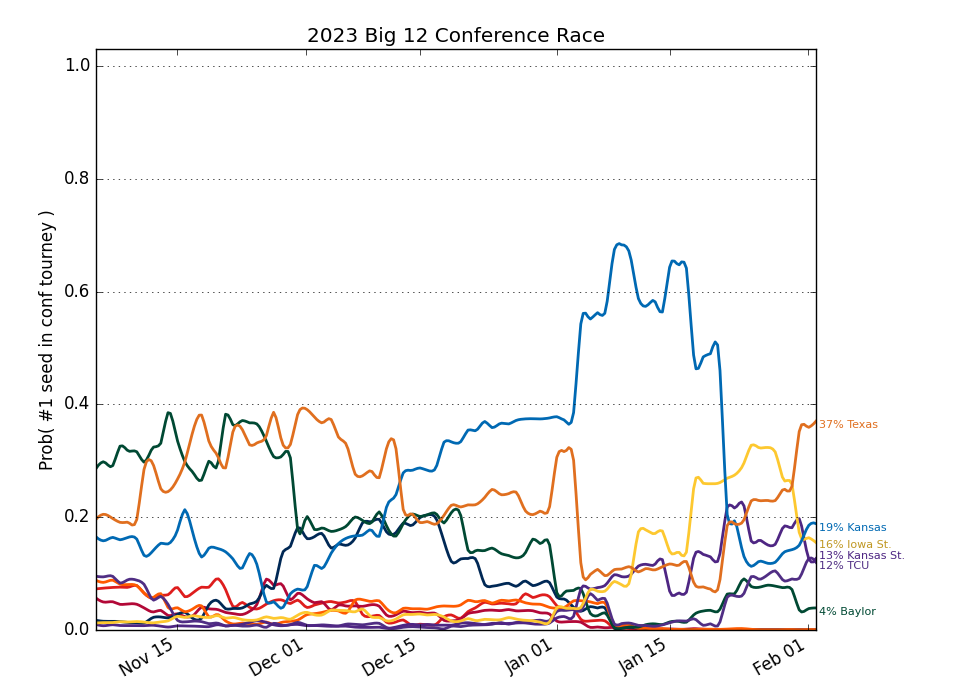 2023 Big 12 Conference Race
Prob( #1 seed in conf tourney )
1.0
0.8
0.6
0.4
0.2
0.0
Nov 15
Dec 01
Dec 15
Jan 01
Jan 15
Feb 01
37% Texas
19% Kansas
16% Iowa St.
13% Kansas St.
12% TCU
4% Baylor